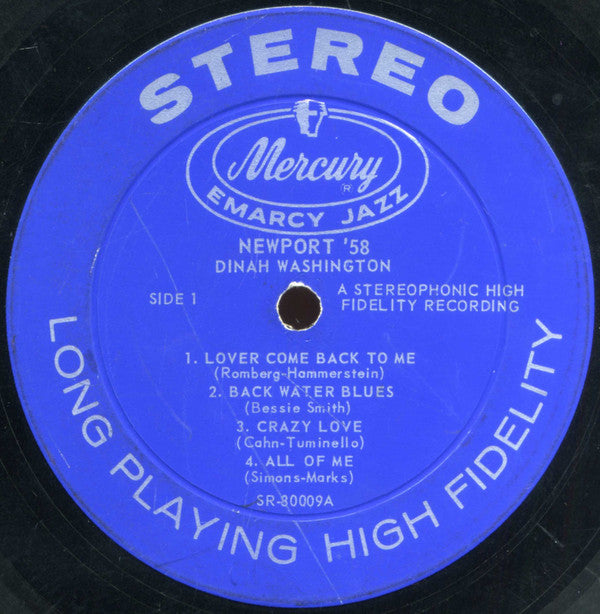 STEREO
Mercury
®
EMARCY JAZZ
NEWPORT '58
DINAH WASHINGTON
SIDE 1
A STEREOPHONIC HIGH
FIDELITY RECORDING
1. LOVER COME BACK TO ME
(Romberg-Hammerstein)
2. BACK WATER BLUES
(Bessie Smith)
3. CRAZY LOVE
(Cahn-Tuminello)
4. ALL OF ME
(Simons-Marks)
SR-80009A
LONG PLAYING HIGH FIDELITY